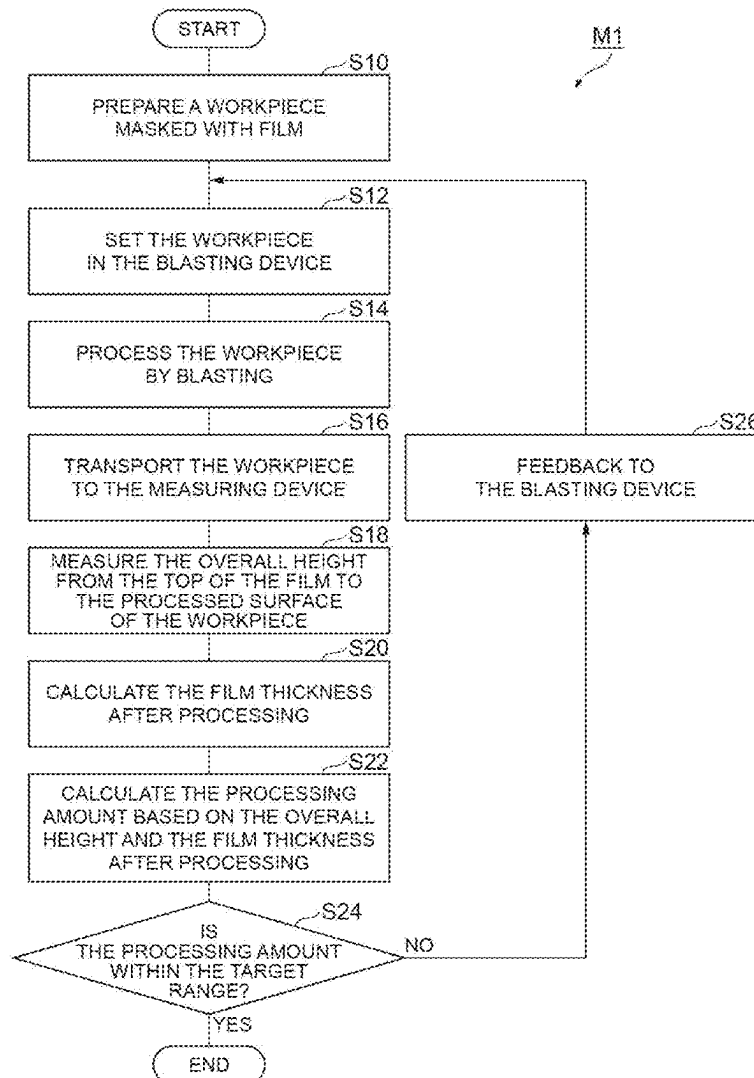 START
M1
S10
PREPARE A WORKPIECE
MASKED WITH FILM
S12
SET THE WORKPIECE
IN THE BLASTING DEVICE
S14
PROCESS THE WORKPIECE
BY BLASTING
S16
TRANSPORT THE WORKPIECE
TO THE MEASURING DEVICE
S26
FEEDBACK TO
THE BLASTING DEVICE
S18
MEASURE THE OVERALL HEIGHT
FROM THE TOP OF THE FILM TO
THE PROCESSED SURFACE
OF THE WORKPIECE
S20
CALCULATE THE FILM THICKNESS
AFTER PROCESSING
S22
CALCULATE THE PROCESSING
AMOUNT BASED ON THE OVERALL
HEIGHT AND THE FILM THICKNESS
AFTER PROCESSING
S24
IS
THE PROCESSING AMOUNT
WITHIN THE TARGET
RANGE?
NO
YES
END